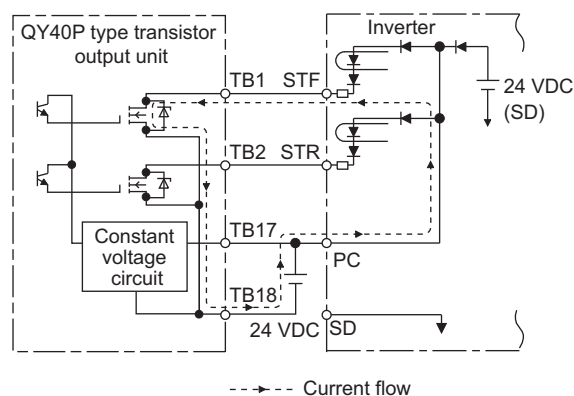 QY40P type transistor
output unit
Inverter
TB1 STF
24 VDC
(SD)
TB2 STR
Constant
voltage
circuit
TB17
PC
TB18
24 VDC
SD
Current flow